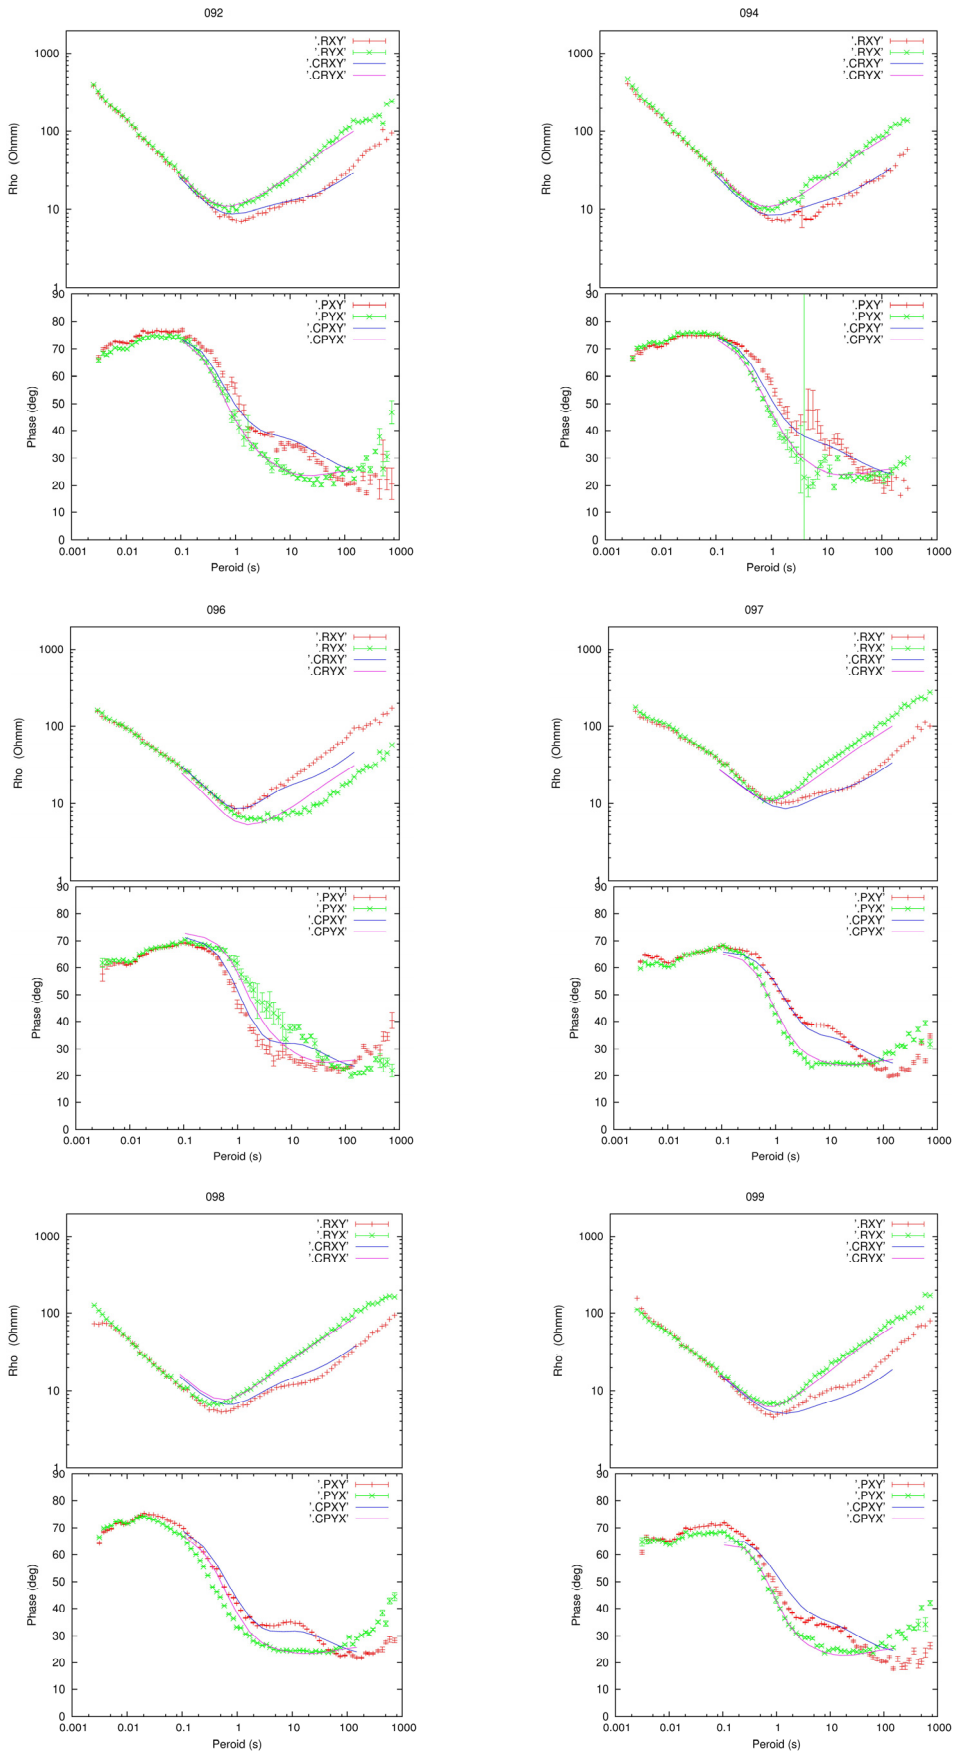 092
1000
100
10
1
Rho (Ohmm)
'.RXY'
'.RYX'
'.CRXY'
'.CRYX'
90
80
70
60
50
40
30
20
10
0
Phase (deg)
'.PXY'
'.PYX'
'.CPXY'
'.CPYX'
0.001 0.01 0.1 1 10 100 1000
Peroid (s)
094
1000
100
10
1
Rho (Ohmm)
'.RXY'
'.RYX'
'.CRXY'
'.CRYX'
90
80
70
60
50
40
30
20
10
0
Phase (deg)
'.PXY'
'.PYX'
'.CPXY'
'.CPYX'
0.001 0.01 0.1 1 10 100 1000
Peroid (s)
096
1000
100
10
1
Rho (Ohmm)
'.RXY'
'.RYX'
'.CRXY'
'.CRYX'
90
80
70
60
50
40
30
20
10
0
Phase (deg)
'.PXY'
'.PYX'
'.CPXY'
'.CPYX'
0.001 0.01 0.1 1 10 100 1000
Peroid (s)
097
1000
100
10
1
Rho (Ohmm)
'.RXY'
'.RYX'
'.CRXY'
'.CRYX'
90
80
70
60
50
40
30
20
10
0
Phase (deg)
'.PXY'
'.PYX'
'.CPXY'
'.CPYX'
0.001 0.01 0.1 1 10 100 1000
Peroid (s)
098
1000
100
10
1
Rho (Ohmm)
'.RXY'
'.RYX'
'.CRXY'
'.CRYX'
90
80
70
60
50
40
30
20
10
0
Phase (deg)
'.PXY'
'.PYX'
'.CPXY'
'.CPYX'
0.001 0.01 0.1 1 10 100 1000
Peroid (s)
099
1000
100
10
1
Rho (Ohmm)
'.RXY'
'.RYX'
'.CRXY'
'.CRYX'
90
80
70
60
50
40
30
20
10
0
Phase (deg)
'.PXY'
'.PYX'
'.CPXY'
'.CPYX'
0.001 0.01 0.1 1 10 100 1000
Peroid (s)